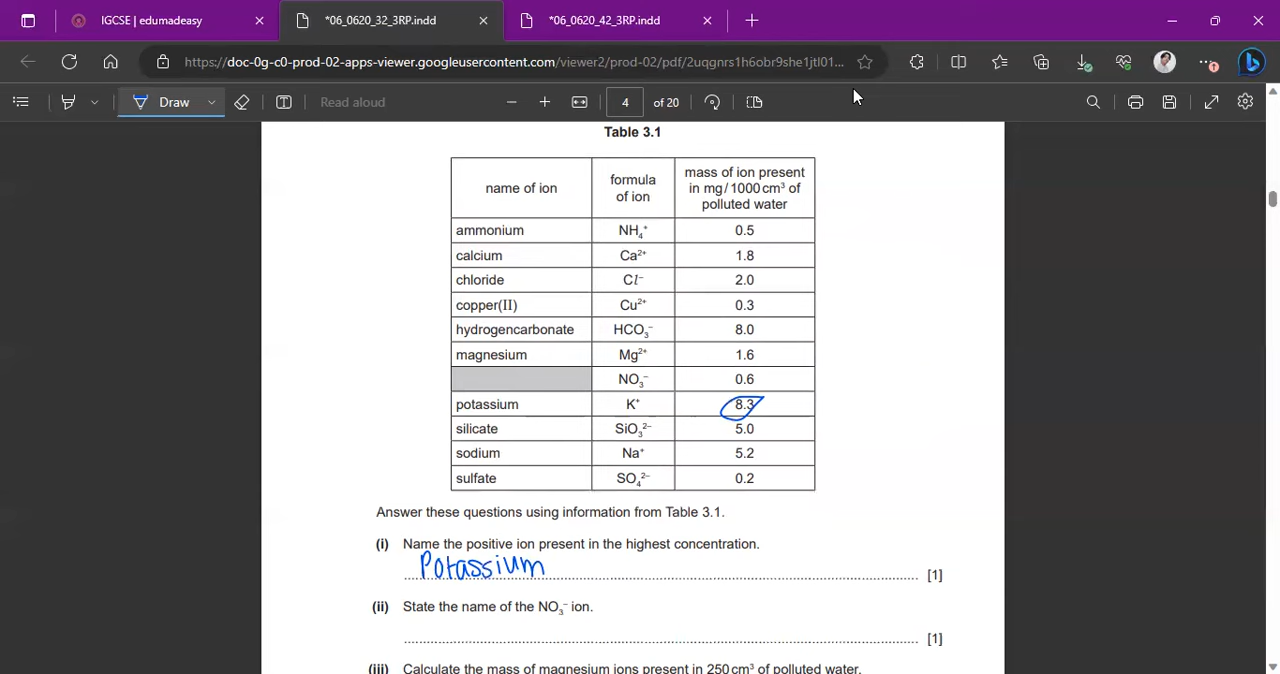 IGCSE | edumadeasy
*06_0620_32_3RP.indd
*06_0620_42_3RP.indd
https://doc-0g-c0-prod-02-apps-viewer.googleusercontent.com/viewer2/prod-02/pdf/2uqgnrs1h6obr9she1jtl01...
Draw
Read aloud
4 of 20
Table 3.1
name of ion formula of ion mass of ion present in mg/1000 cm³ of polluted water
ammonium NH₄⁺ 0.5
calcium Ca²⁺ 1.8
chloride Cl⁻ 2.0
copper(II) Cu²⁺ 0.3
hydrogencarbonate HCO₃⁻ 8.0
magnesium Mg²⁺ 1.6
NO₃⁻ 0.6
potassium K⁺ 8.3
silicate SiO₃²⁻ 5.0
sodium Na⁺ 5.2
sulfate SO₄²⁻ 0.2
Answer these questions using information from Table 3.1.
(i) Name the positive ion present in the highest concentration.
Potassium
[1]
(ii) State the name of the NO₃⁻ ion.
[1]
(iii) Calculate the mass of magnesium ions present in 250 cm³ of polluted water.